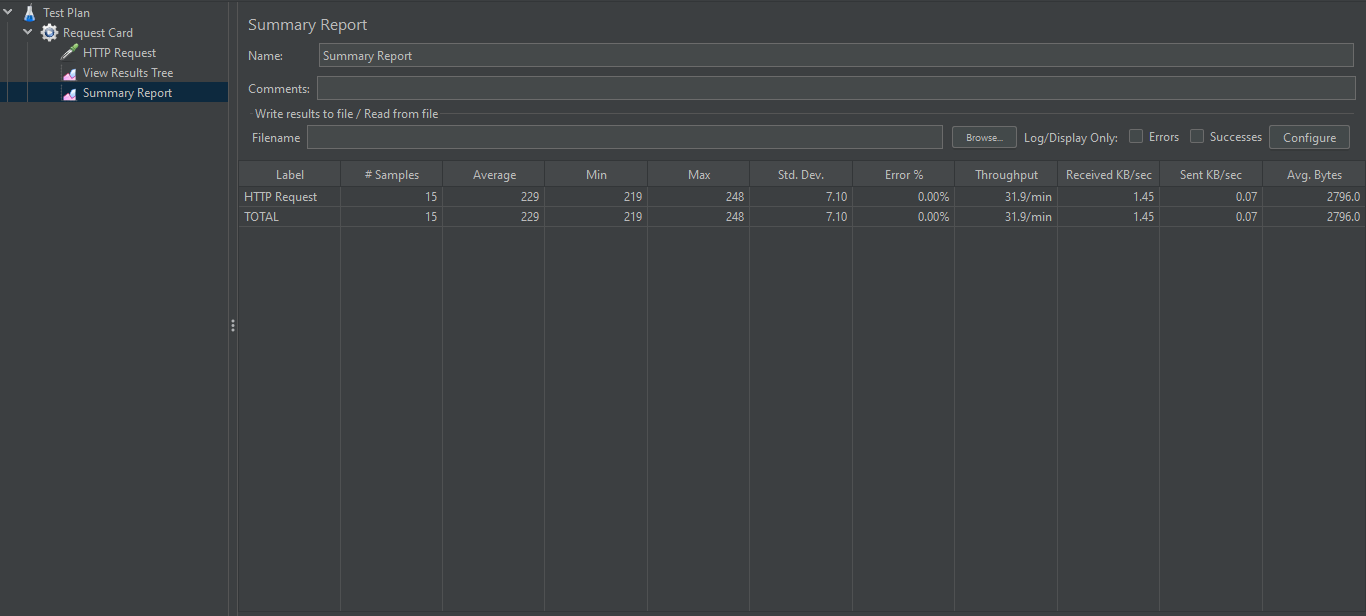 Test Plan
Request Card
HTTP Request
View Results Tree
Summary Report
Summary Report
Name: Summary Report
Comments:
Write results to file / Read from file
Filename Browse... Log/Display Only: Errors Successes Configure
Label # Samples Average Min Max Std. Dev. Error % Throughput Received KB/sec Sent KB/sec Avg. Bytes
HTTP Request 15 229 219 248 7.10 0.00% 31.9/min 1.45 0.07 2796.0
TOTAL 15 229 219 248 7.10 0.00% 31.9/min 1.45 0.07 2796.0